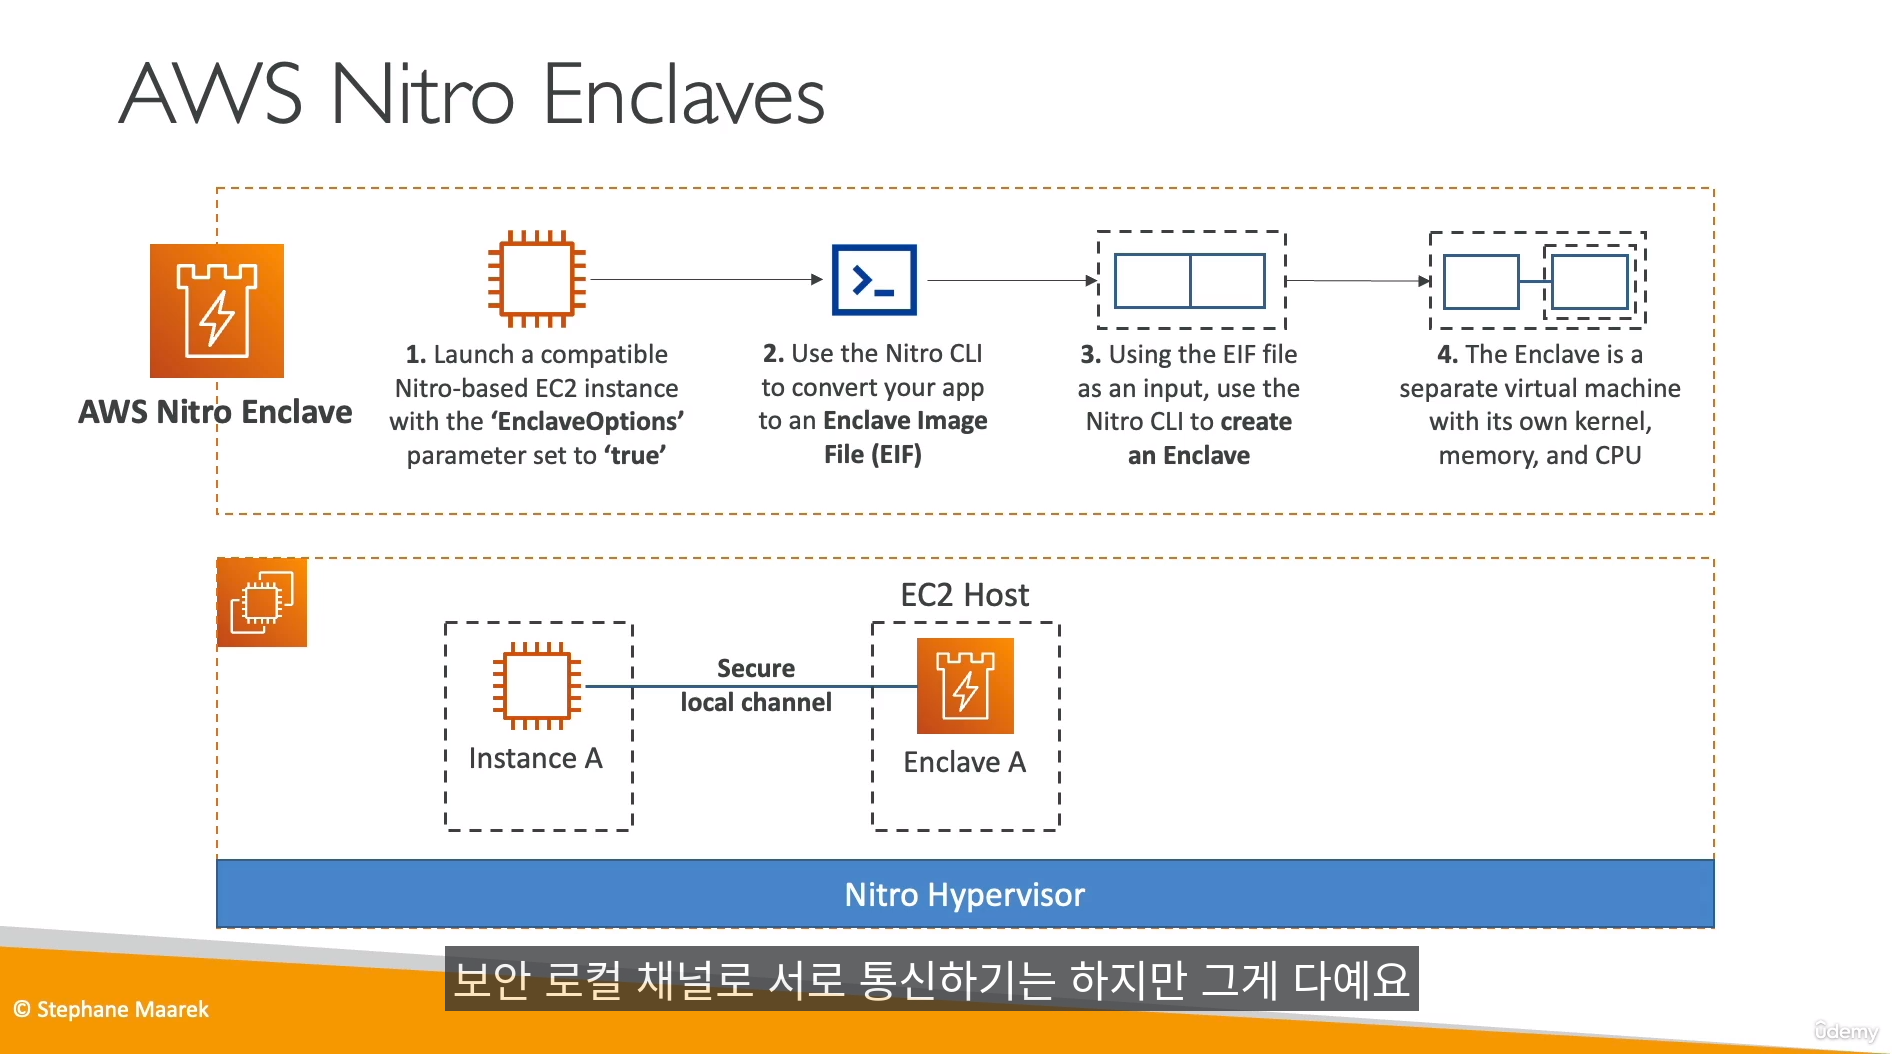 AWS Nitro Enclaves
AWS Nitro Enclave
1. Launch a compatible
Nitro-based EC2 instance
with the ‘EnclaveOptions’
parameter set to ‘true’
2. Use the Nitro CLI
to convert your app
to an Enclave Image
File (EIF)
3. Using the EIF file
as an input, use the
Nitro CLI to create
an Enclave
4. The Enclave is a
separate virtual machine
with its own kernel,
memory, and CPU
EC2 Host
Secure
local channel
Instance A
Enclave A
Nitro Hypervisor
보안 로컬 채널로 서로 통신하기는 하지만 그게 다예요
© Stephane Maarek
ûdemy